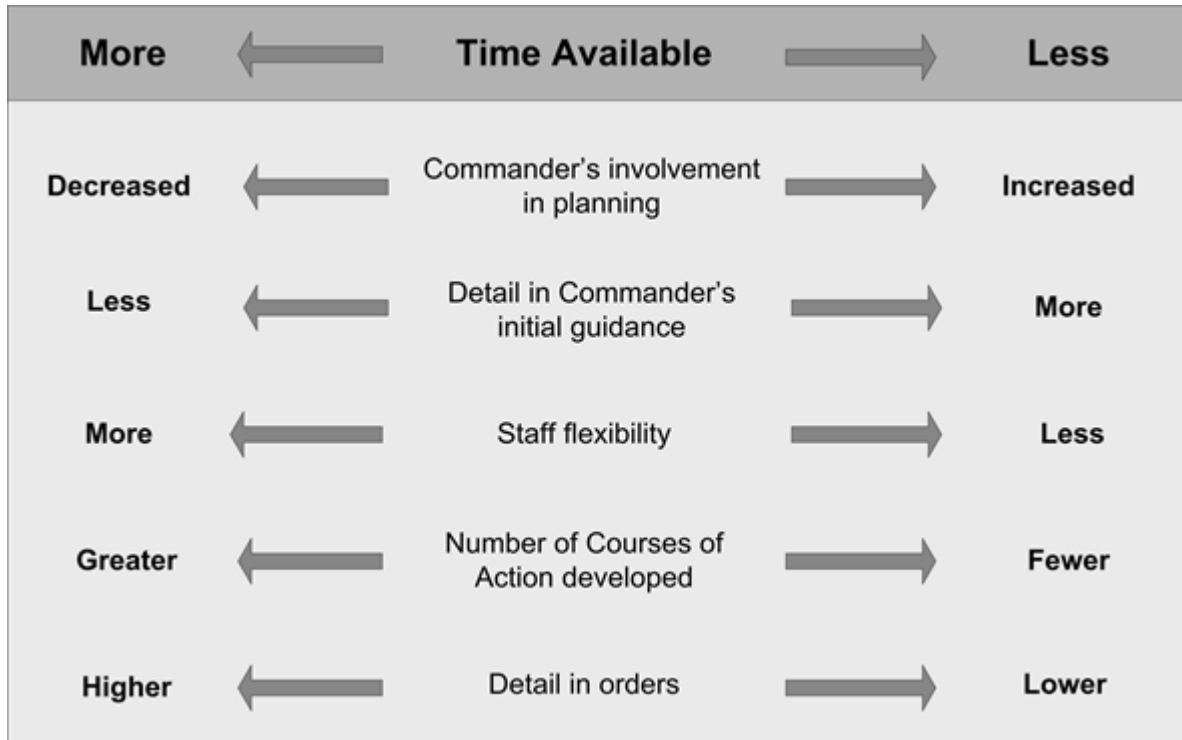 More Time Available Less
Decreased Commander’s involvement in planning Increased
Less Detail in Commander’s initial guidance More
More Staff flexibility Less
Greater Number of Courses of Action developed Fewer
Higher Detail in orders Lower